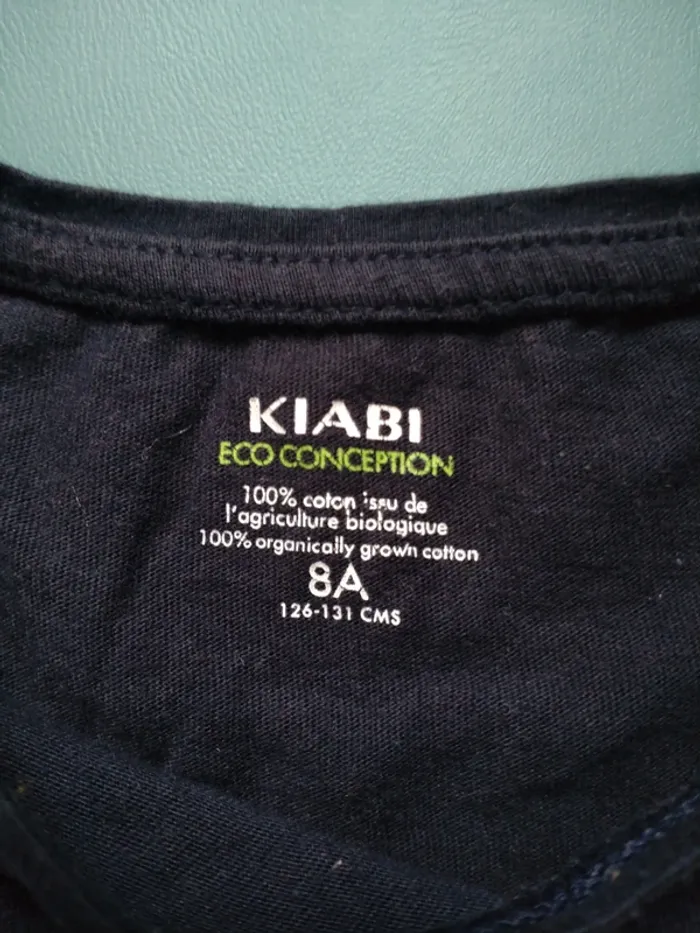 KIABI
ECO CONCEPTION
100% coton issu de
l'agriculture biologique
100% organically grown cotton
8A
126-131 CMS